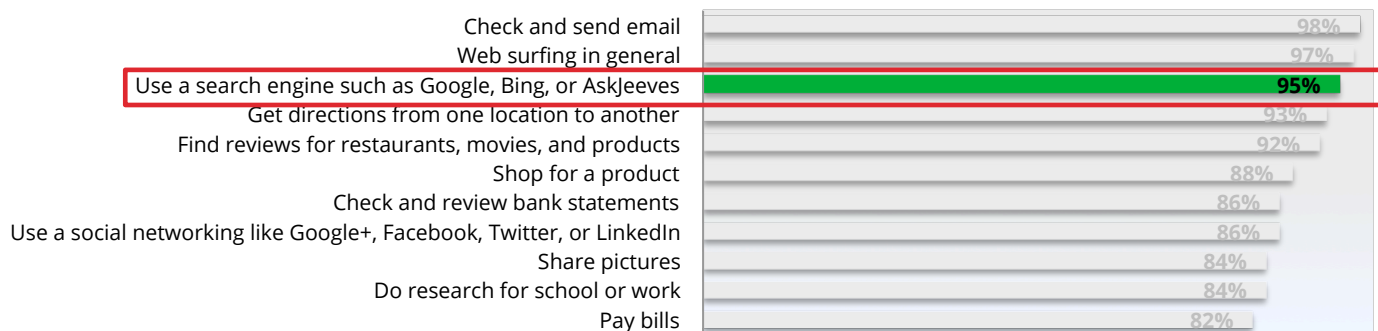 Check and send email 98%
Web surfing in general 97%
Use a search engine such as Google, Bing, or AskJeeves 95%
Get directions from one location to another 93%
Find reviews for restaurants, movies, and products 92%
Shop for a product 88%
Check and review bank statements 86%
Use a social networking like Google+, Facebook, Twitter, or LinkedIn 86%
Share pictures 84%
Do research for school or work 84%
Pay bills 82%